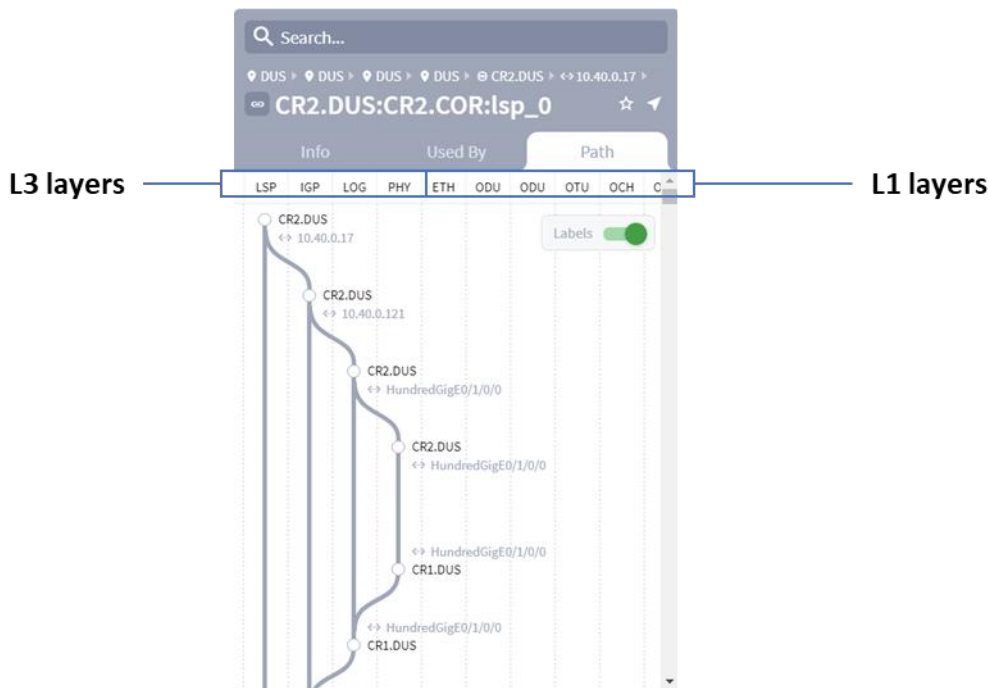 Search...
DUS DUS DUS DUS CR2.DUS 10.40.0.17
CR2.DUS:CR2.COR:lsp_0
Info Used By Path
L3 layers
LSP IGP LOG PHY ETH ODU ODU OTU OCH
L1 layers
CR2.DUS
10.40.0.17
Labels
CR2.DUS
10.40.0.121
CR2.DUS
HundredGigE0/1/0/0
CR2.DUS
HundredGigE0/1/0/0
HundredGigE0/1/0/0
CR1.DUS
HundredGigE0/1/0/0
CR1.DUS